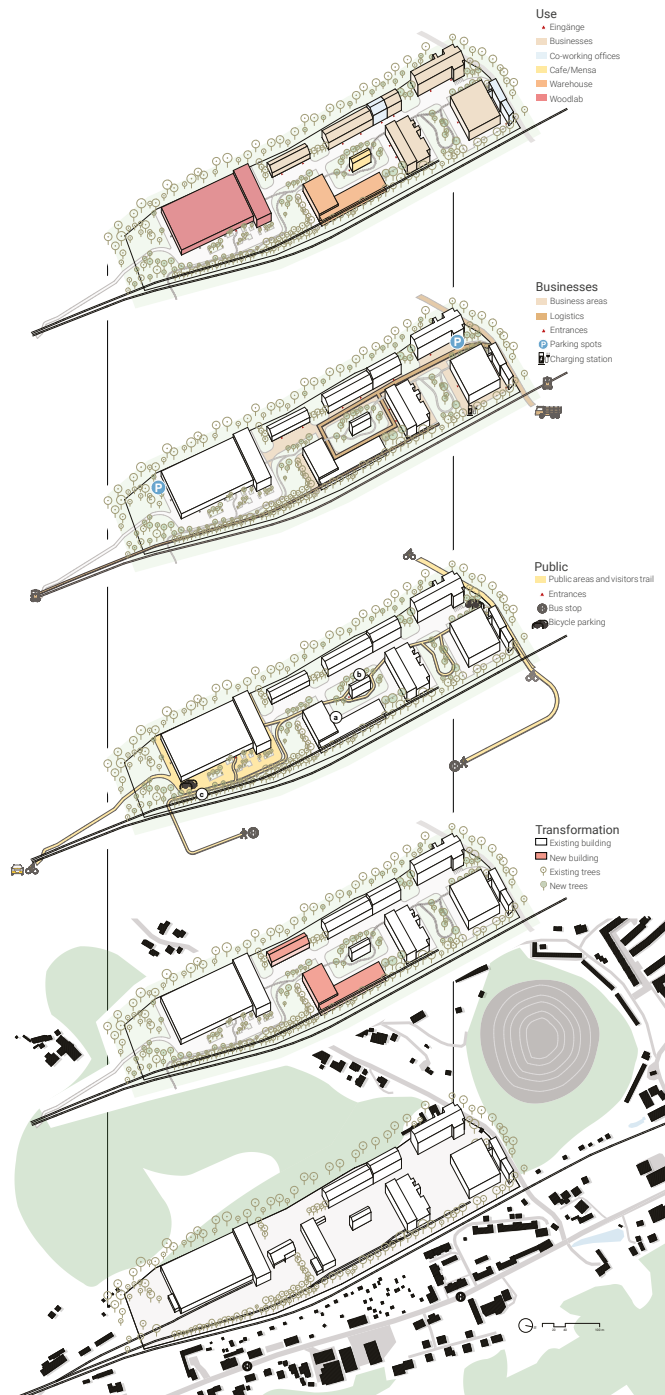 Use
Eingänge
Businesses
Co-working offices
Cafe/Mensa
Warehouse
Woodlab
Businesses
Business areas
Logistics
Entrances
P Parking spots
Charging station
P
P
Public
Public areas and visitors trail
Entrances
Bus stop
Bicycle parking
b
a
c
Transformation
Existing building
New building
Existing trees
New trees